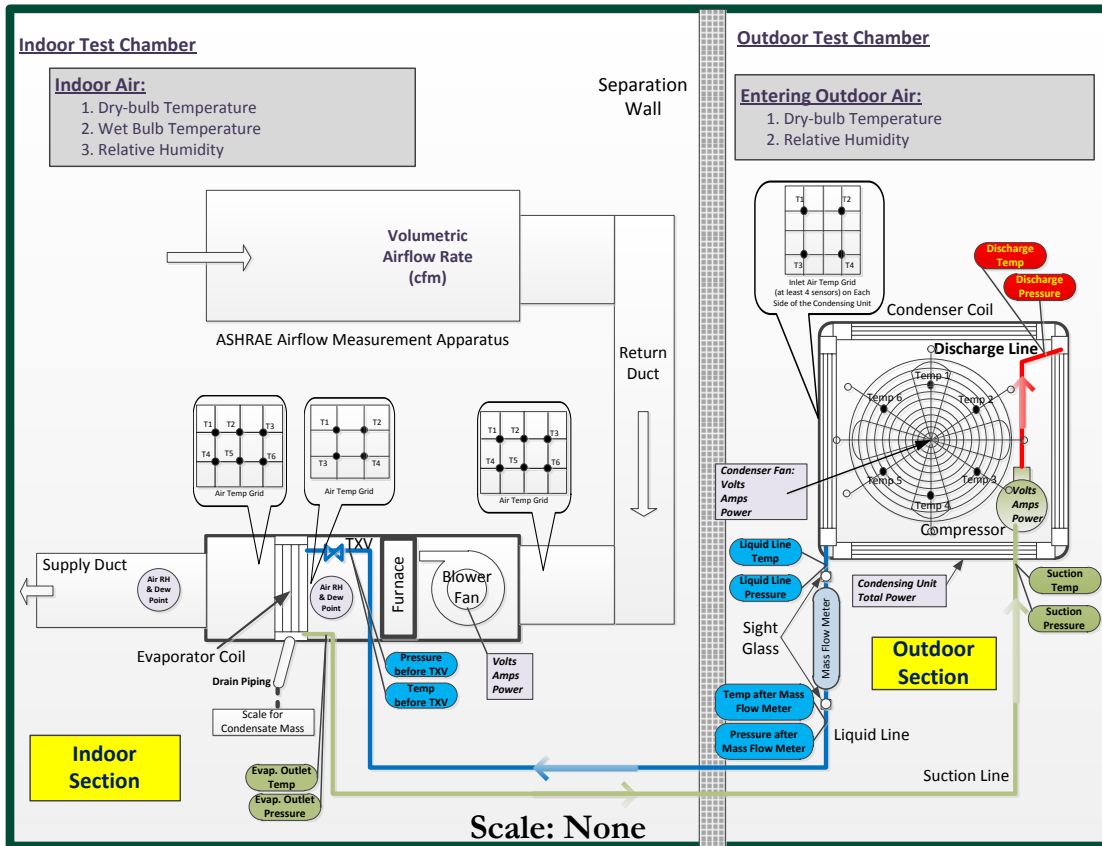 Indoor Test Chamber
Indoor Air:
1. Dry-bulb Temperature
2. Wet Bulb Temperature
3. Relative Humidity
Separation
Wall
Outdoor Test Chamber
Entering Outdoor Air:
1. Dry-bulb Temperature
2. Relative Humidity
Volumetric
Airflow Rate
(cfm)
ASHRAE Airflow Measurement Apparatus
Return
Duct
T1
T2
T3
T4
Inlet Air Temp Grid
(at least 4 sensors) on Each
Side of the Condensing Unit
Discharge
Temp
Discharge
Pressure
Condenser Coil
Discharge Line
Temp 1
Temp 2
Temp 3
Temp 4
Temp 5
Temp 6
Condenser Fan:
Volts
Amps
Power
Volts
Amps
Power
Compressor
T1
T2
T3
T4
T5
T6
Air Temp Grid
T1
T2
T3
T4
Air Temp Grid
T1
T2
T3
T4
T5
T6
Air Temp Grid
Supply Duct
Air RH
& Dew
Point
TXV
Air RH
& Dew
Point
Furnace
Blower
Fan
Evaporator Coil
Drain Piping
Scale for
Condensate Mass
Pressure
before TXV
Temp
before TXV
Volts
Amps
Power
Liquid Line
Temp
Liquid Line
Pressure
Sight
Glass
Mass Flow Meter
Condensing Unit
Total Power
Suction
Temp
Suction
Pressure
Outdoor
Section
Temp after Mass
Flow Meter
Pressure after
Mass Flow Meter
Liquid Line
Indoor
Section
Evap. Outlet
Temp
Evap. Outlet
Pressure
Suction Line
Scale: None